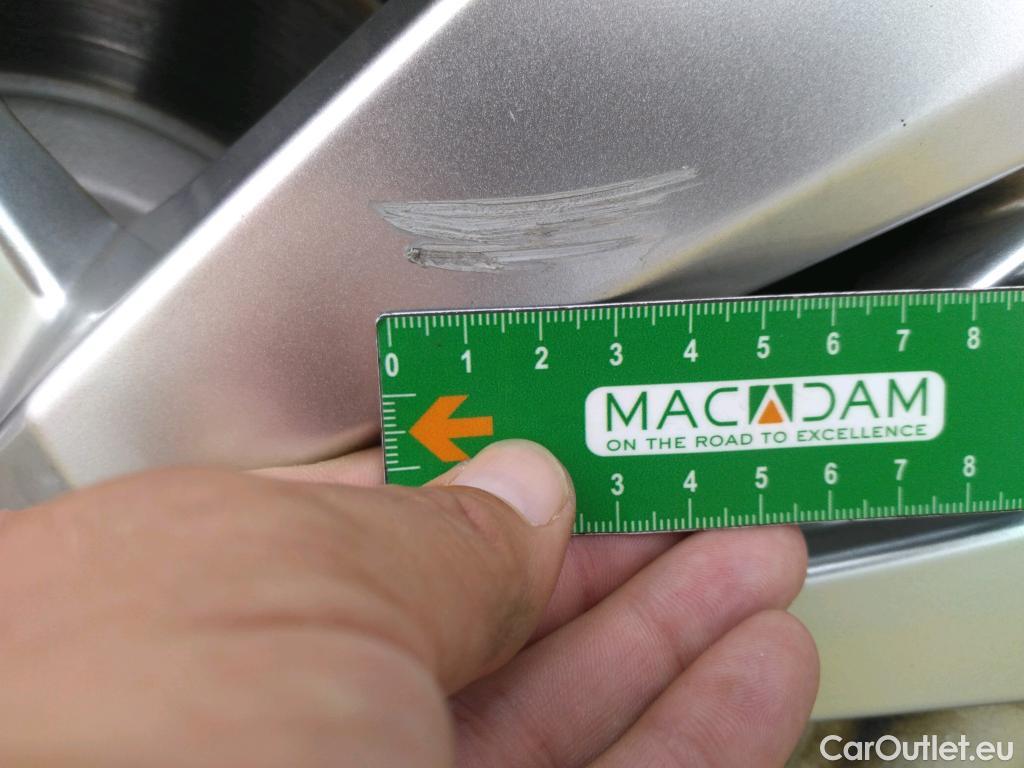 0 1 2 3 4 5 6 7 8
MACADAM
ON THE ROAD TO EXCELLENCE
3 4 5 6 7 8
CarOutlet.eu